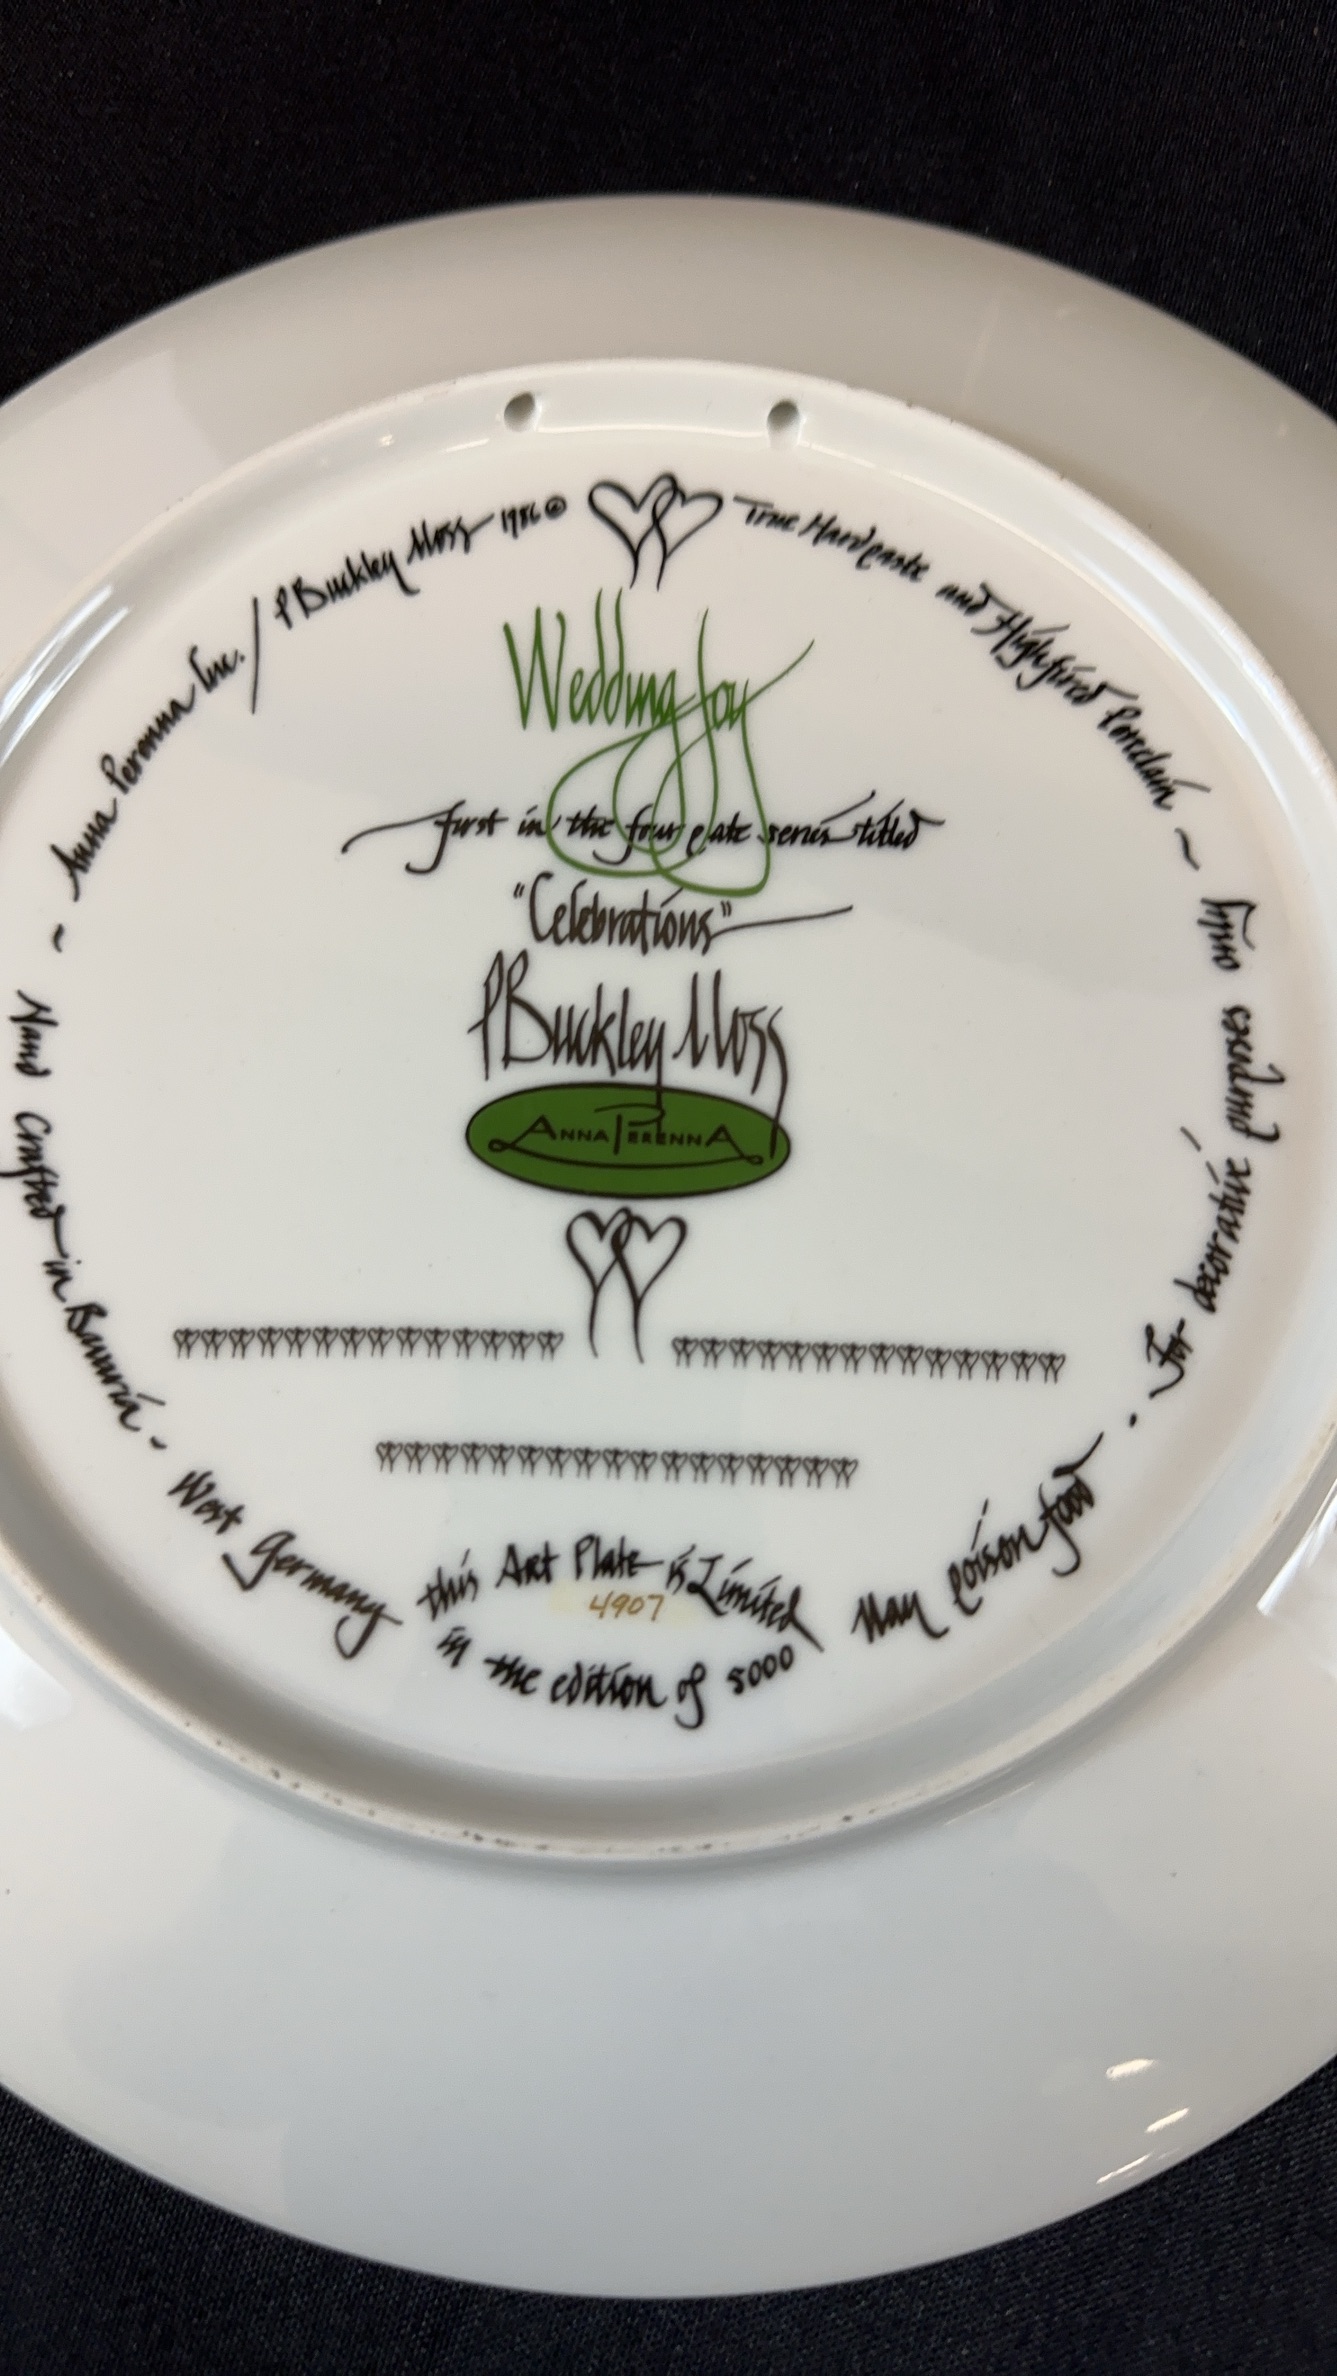 Wedding Joy
first in the four plate series titled
"Celebrations"
P Buckley Moss
ANNA PERENNA
this Art Plate is Limited
4907
in the edition of 5000
~ Hand Crafted in Bavaria - West Germany
~ Anna Perenna Inc. / P Buckley Moss 1986 ©
True Hardpaste and Highfired Porcelain ~
May poison food . For decorative purposes only